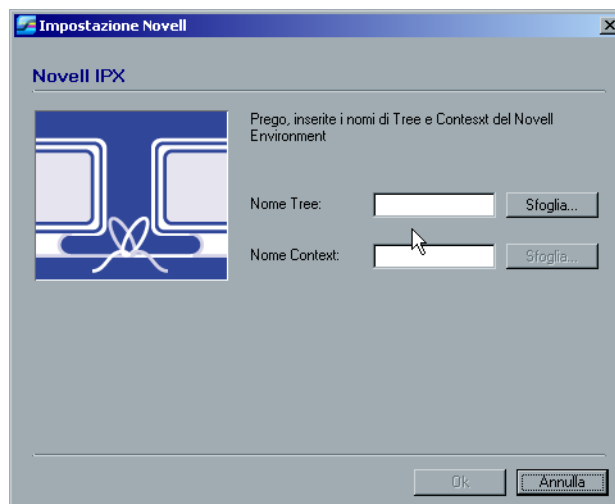 Impostazione Novell
Novell IPX
Prego, inserite i nomi di Tree e Contesxt del Novell
Environment
Nome Tree:
Sfoglia...
Nome Context:
Sfoglia...
Ok
Annulla